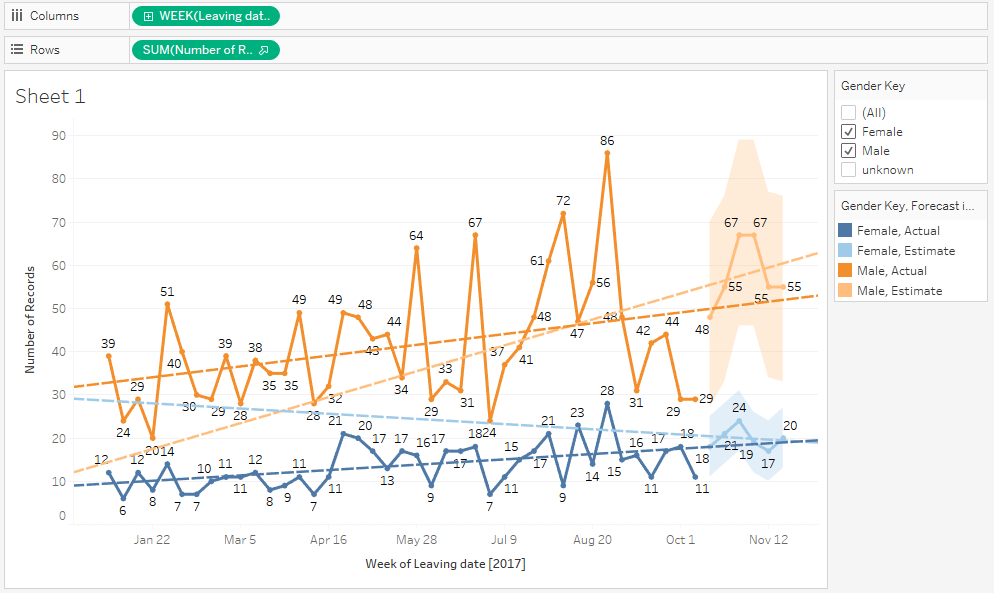 Columns
WEEK(Leaving dat..
Rows
SUM(Number of R..
Sheet 1
Gender Key
(All)
Female
Male
unknown
Gender Key, Forecast i...
Female, Actual
Female, Estimate
Male, Actual
Male, Estimate
Number of Records
90
80
70
60
50
40
30
20
10
0
39 24 29 20 51 40 30 29 39 28 38 35 35 49 28 32 49 48 43 44 34 64 29 33 31 67 24 37 41 48 61 72 47 56 86 48 31 42 44 29 29
48 55 67 67 55 55
12 6 12 8 14 7 7 10 11 11 12 8 9 11 7 11 21 20 17 13 17 16 9 17 17 18 7 11 15 17 21 9 23 14 28 15 16 11 17 18 11
18 21 24 19 17 20
Jan 22
Mar 5
Apr 16
May 28
Jul 9
Aug 20
Oct 1
Nov 12
Week of Leaving date [2017]